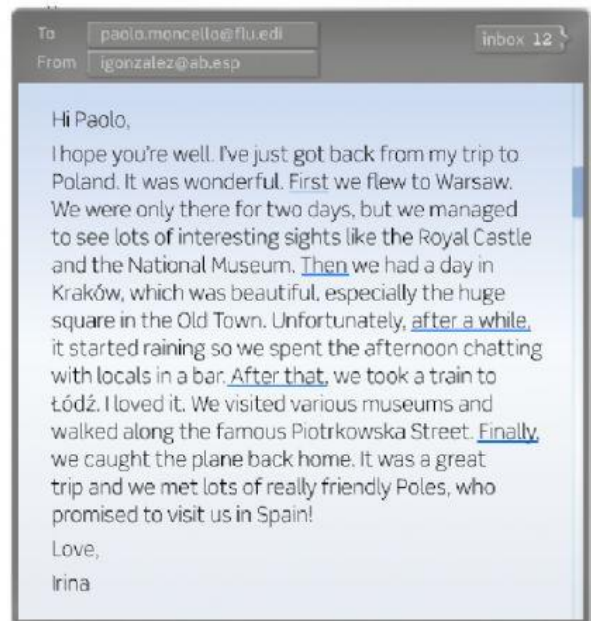 To paolo.moncello@flu.edi
inbox 12
From igonzalez@ab.esp
Hi Paolo,
I hope you're well. I've just got back from my trip to
Poland. It was wonderful. First we flew to Warsaw.
We were only there for two days, but we managed
to see lots of interesting sights like the Royal Castle
and the National Museum. Then we had a day in
Kraków, which was beautiful, especially the huge
square in the Old Town. Unfortunately, after a while,
it started raining so we spent the afternoon chatting
with locals in a bar. After that, we took a train to
Łódź. I loved it. We visited various museums and
walked along the famous Piotrkowska Street. Finally,
we caught the plane back home. It was a great
trip and we met lots of really friendly Poles, who
promised to visit us in Spain!
Love,
Irina